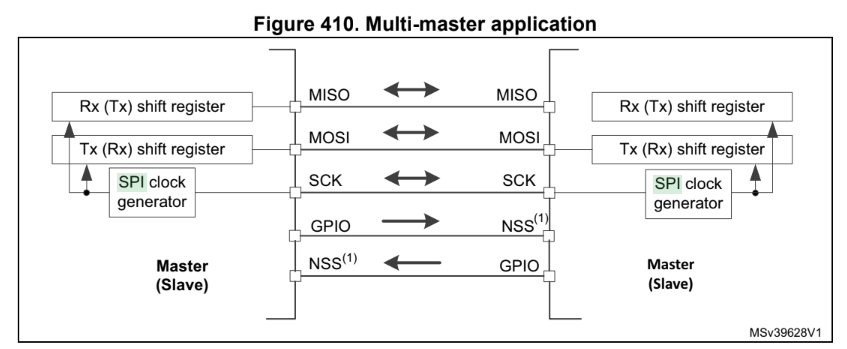 Figure 410. Multi-master application
MISO MISO
Rx (Tx) shift register Rx (Tx) shift register
MOSI MOSI
Tx (Rx) shift register Tx (Rx) shift register
SCK SCK
SPI clock SPI clock
generator generator
GPIO NSS(1)
NSS(1) GPIO
Master Master
(Slave) (Slave)
MSv39628V1